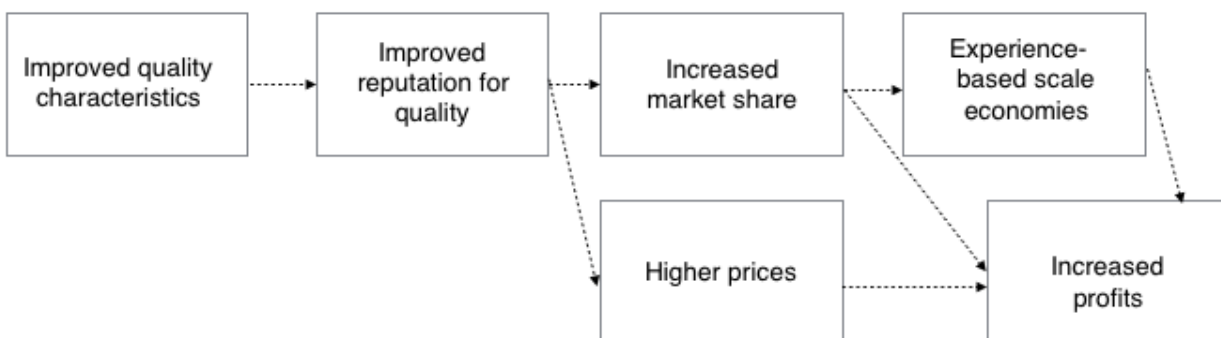 Improved quality
characteristics
Improved
reputation for
quality
Increased
market share
Experience-
based scale
economies
Higher prices
Increased
profits